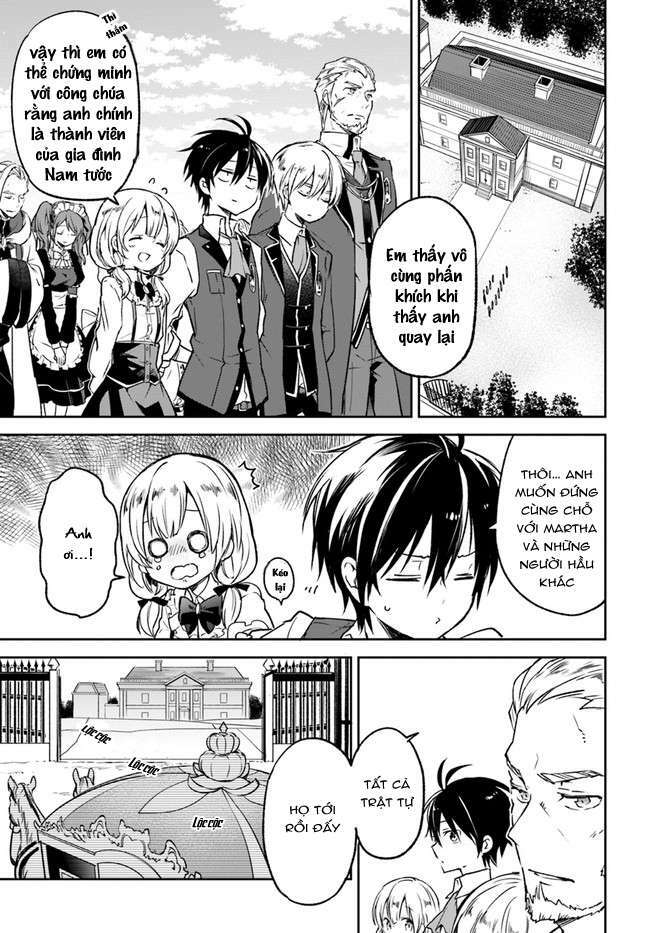 Em thấy vô
cùng phấn
khích khi
thấy anh
quay lại
Thì
thầm
vậy thì em có
thể chứng minh
với công chúa
rằng anh chính
là thành viên
của gia đình
Nam tước
THÔI... ANH
MUỐN ĐỨNG
CÙNG CHỖ
VỚI MARTHA
VÀ NHỮNG
NGƯỜI HẦU
KHÁC
Kéo
lại
Anh
ơi...!
TẤT CẢ
TRẬT TỰ
HỌ TỚI
RỒI ĐẤY
Lộc cộc
Lộc cộc
Lộc cộc